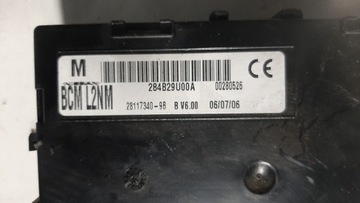 M 284B29U00A 00280526 CE
BCM L2NM
28117340-9B B V6.00 06/07/06